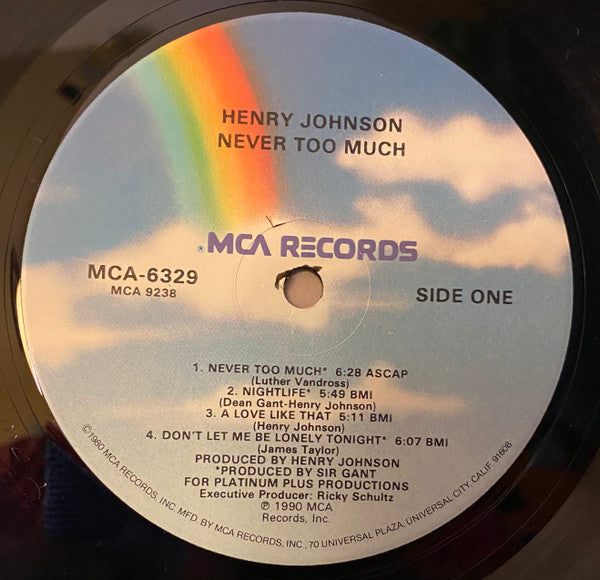 HENRY JOHNSON
NEVER TOO MUCH
® MCA RECORDS
MCA-6329
MCA 9238
SIDE ONE
1. NEVER TOO MUCH* 6:28 ASCAP
(Luther Vandross)
2. NIGHTLIFE* 5:49 BMI
(Dean Gant-Henry Johnson)
3. A LOVE LIKE THAT 5:11 BMI
(Henry Johnson)
4. DON'T LET ME BE LONELY TONIGHT* 6:07 BMI
(James Taylor)
PRODUCED BY HENRY JOHNSON
*PRODUCED BY SIR GANT
FOR PLATINUM PLUS PRODUCTIONS
Executive Producer: Ricky Schultz
℗ 1990 MCA
Records, Inc.
©1980 MCA RECORDS, INC. MFD. BY MCA RECORDS, INC., 70 UNIVERSAL PLAZA, UNIVERSAL CITY, CALIF. 91608